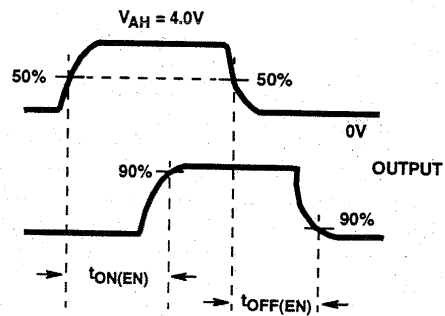 VAH = 4.0V
50%
50%
0V
OUTPUT
90%
90%
tON(EN)
tOFF(EN)